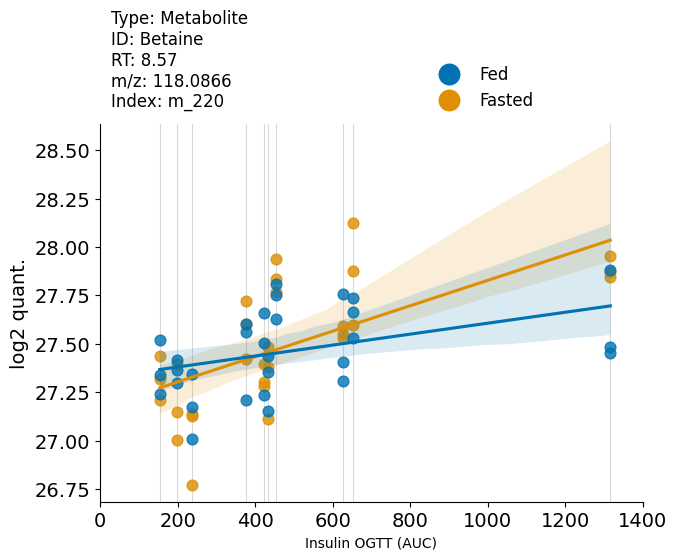 Type: Metabolite
ID: Betaine
RT: 8.57
m/z: 118.0866
Index: m_220
Fed
Fasted
28.50
28.25
28.00
27.75
27.50
27.25
27.00
26.75
log2 quant.
0 200 400 600 800 1000 1200 1400
Insulin OGTT (AUC)